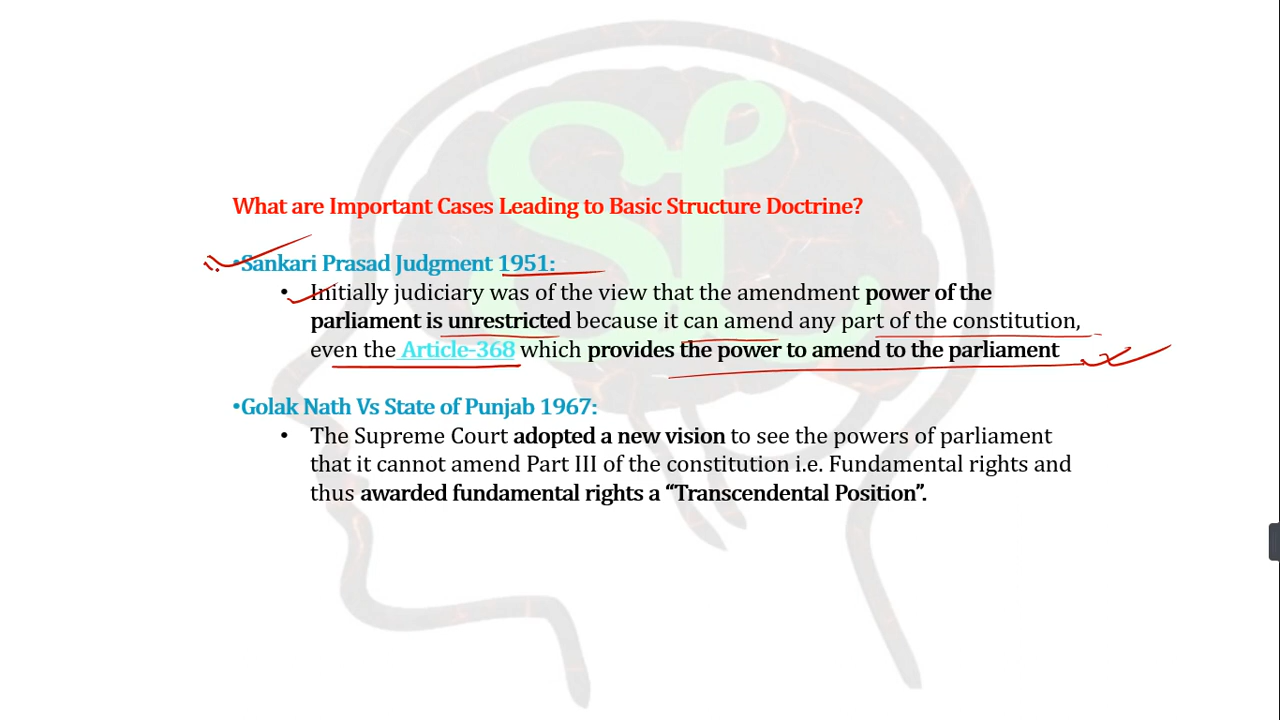 What are Important Cases Leading to Basic Structure Doctrine?
•Sankari Prasad Judgment 1951:
• Initially judiciary was of the view that the amendment power of the
parliament is unrestricted because it can amend any part of the constitution,
even the Article-368 which provides the power to amend to the parliament
•Golak Nath Vs State of Punjab 1967:
• The Supreme Court adopted a new vision to see the powers of parliament
that it cannot amend Part III of the constitution i.e. Fundamental rights and
thus awarded fundamental rights a “Transcendental Position”.